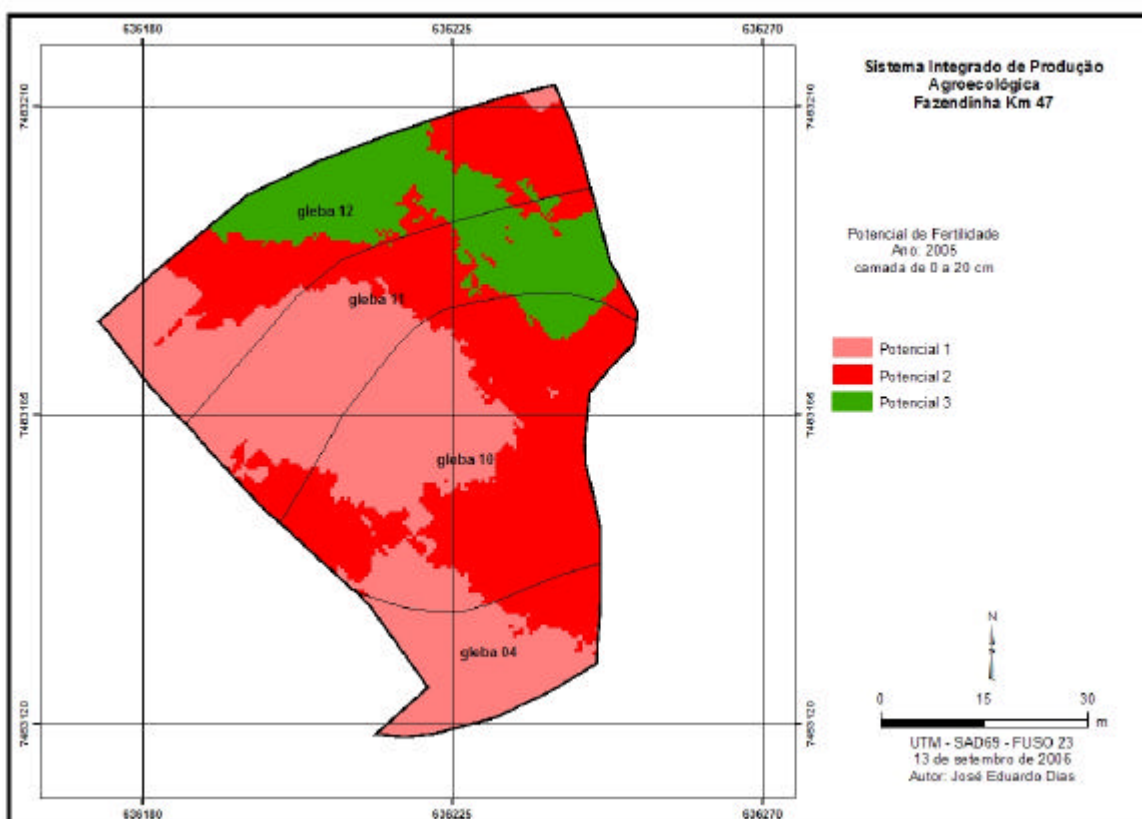 636180 636225 636270
7483210
7483165
7483120
7483210
7483165
7483120
gleba 12
gleba 11
gleba 10
gleba 04
636180 636225 636270
Sistema Integrado de Produção
Agroecológica
Fazendinha Km 47
Potencial de Fertilidade
Ano: 2005
camada de 0 a 20 cm
Potencial 1
Potencial 2
Potencial 3
N
0 15 30
m
UTM - SAD69 - FUSO 23
13 de setembro de 2006
Autor: José Eduardo Dias